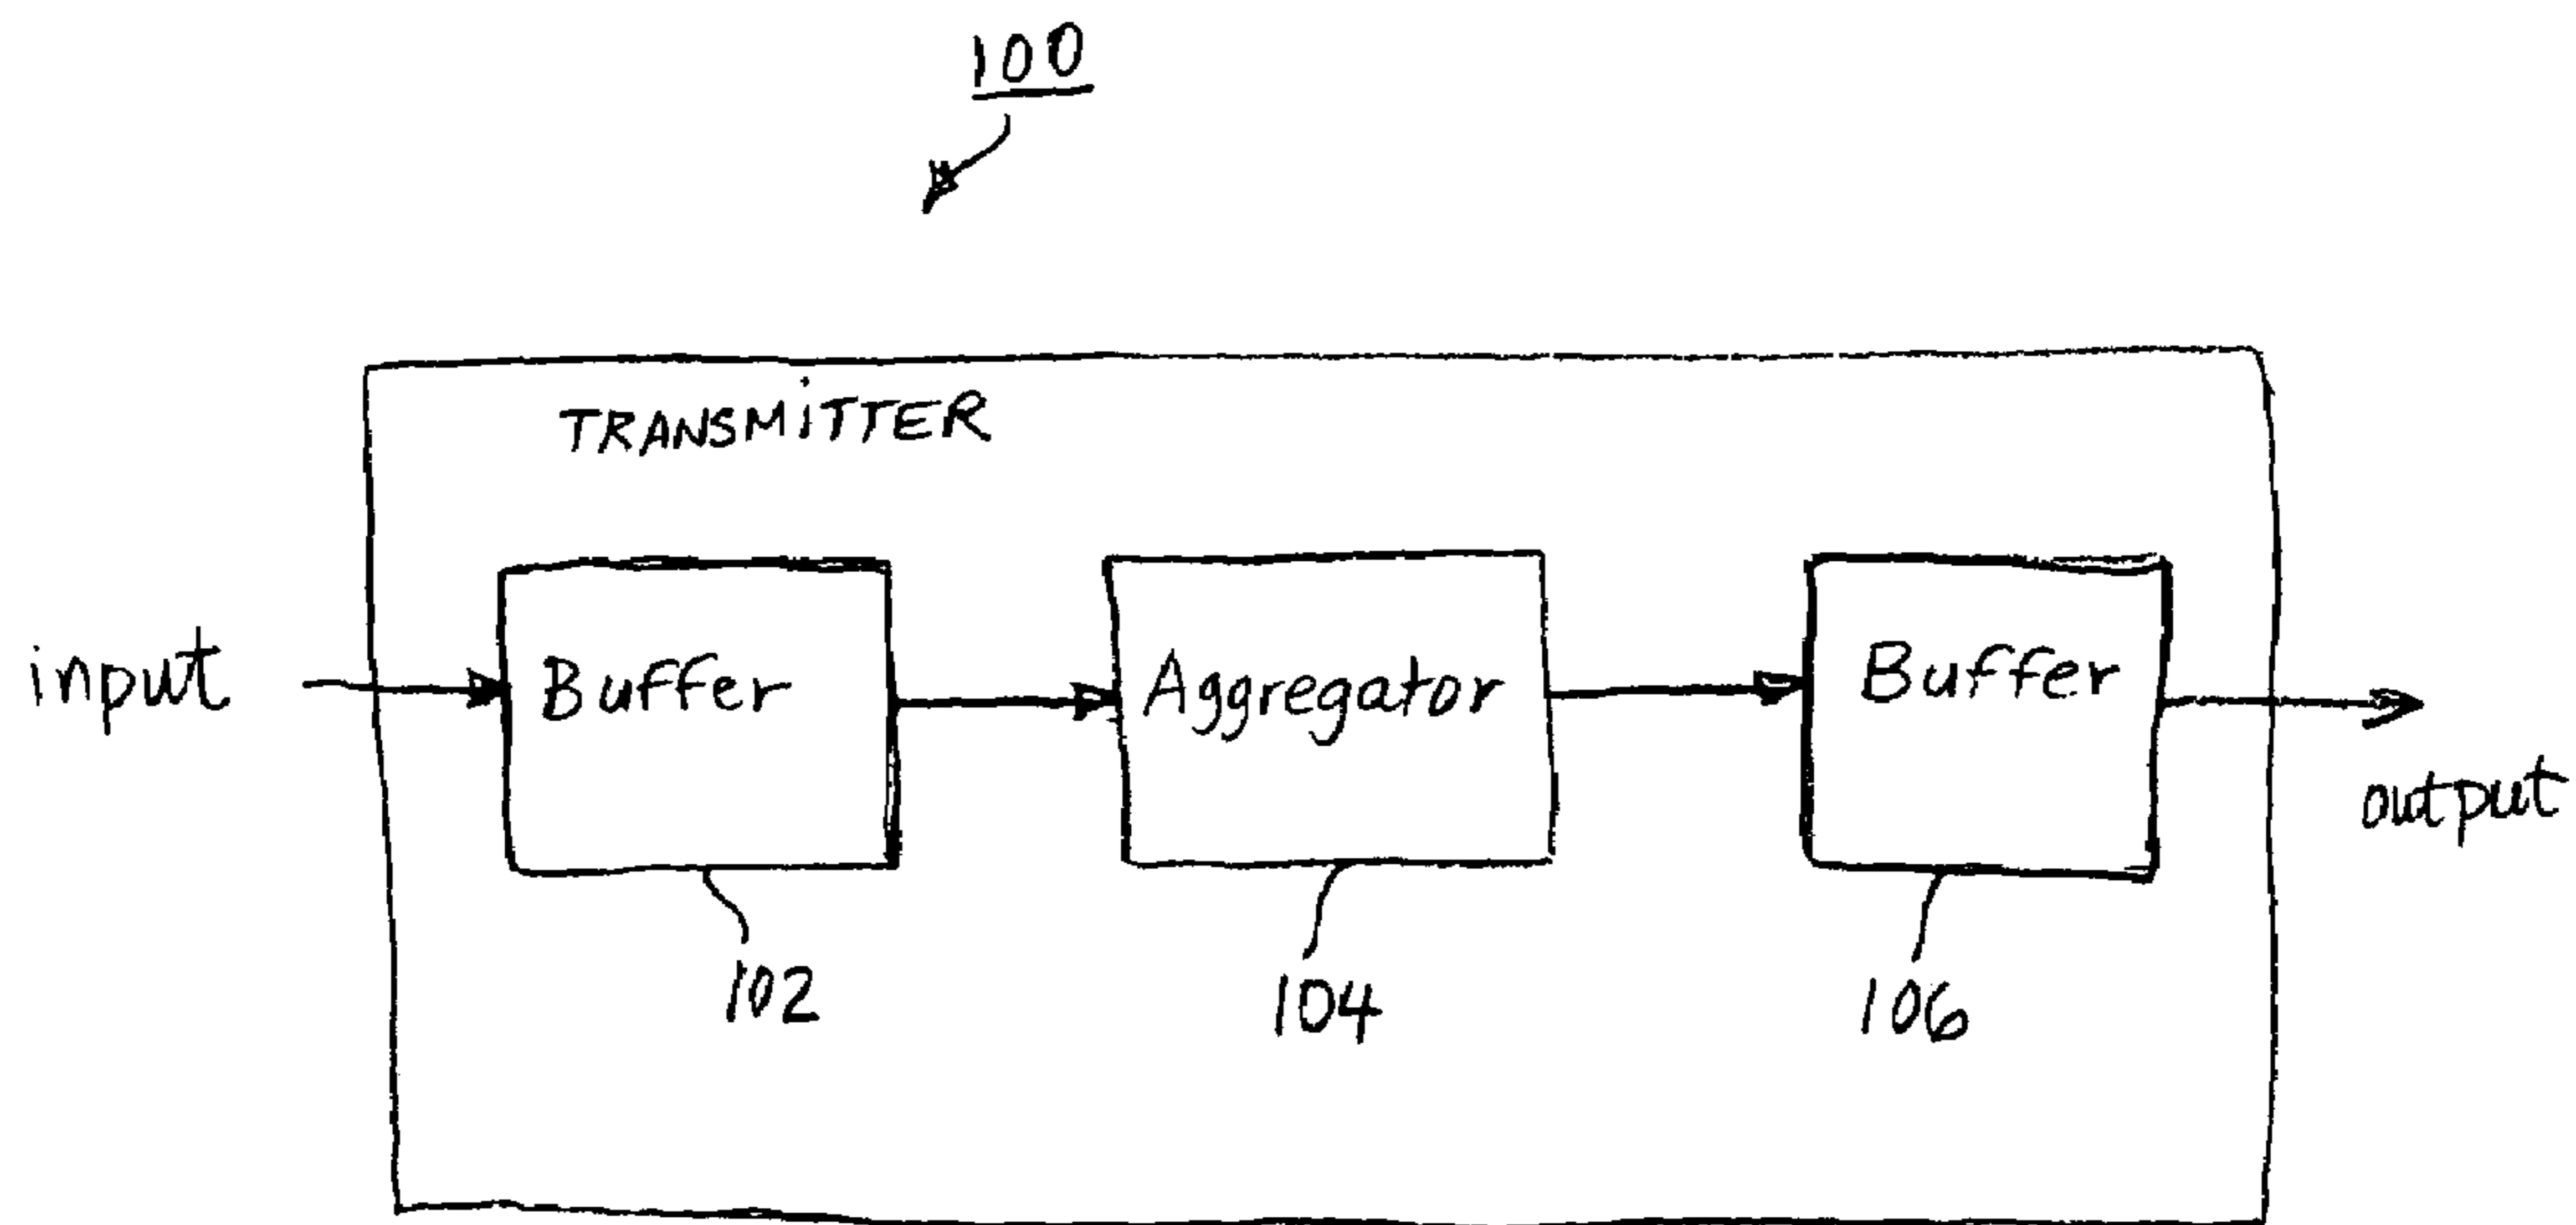 100
TRANSMiTTER
input
Buffer
Aggregator
Buffer
output
102
104
106